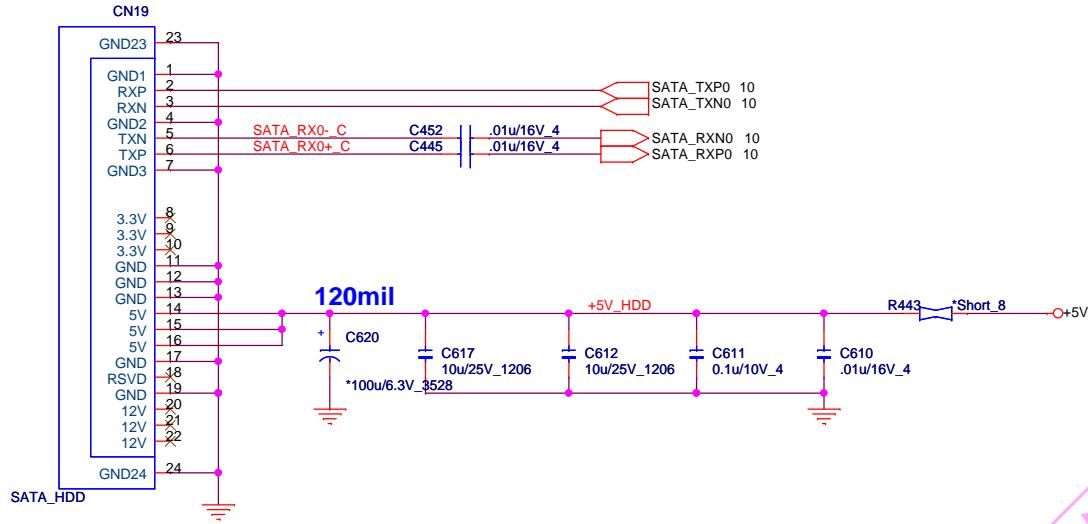 CN19
GND23 23
GND1 1
RXP 2 SATA_TXP0 10
RXN 3 SATA_TXN0 10
GND2 4
TXN 5 SATA_RX0-_C C452 .01u/16V_4 SATA_RXN0 10
TXP 6 SATA_RX0+_C C445 .01u/16V_4 SATA_RXP0 10
GND3 7
3.3V 8
3.3V 9
3.3V 10
GND 11
GND 12
GND 13
120mil
+5V_HDD
R443 *Short_8
+5V
5V 14
5V 15
5V 16
GND 17
RSVD 18
GND 19
12V 20
12V 21
12V 22
GND24 24
+ C620
*100u/6.3V_3528
C617
10u/25V_1206
C612
10u/25V_1206
C611
0.1u/10V_4
C610
.01u/16V_4
SATA_HDD